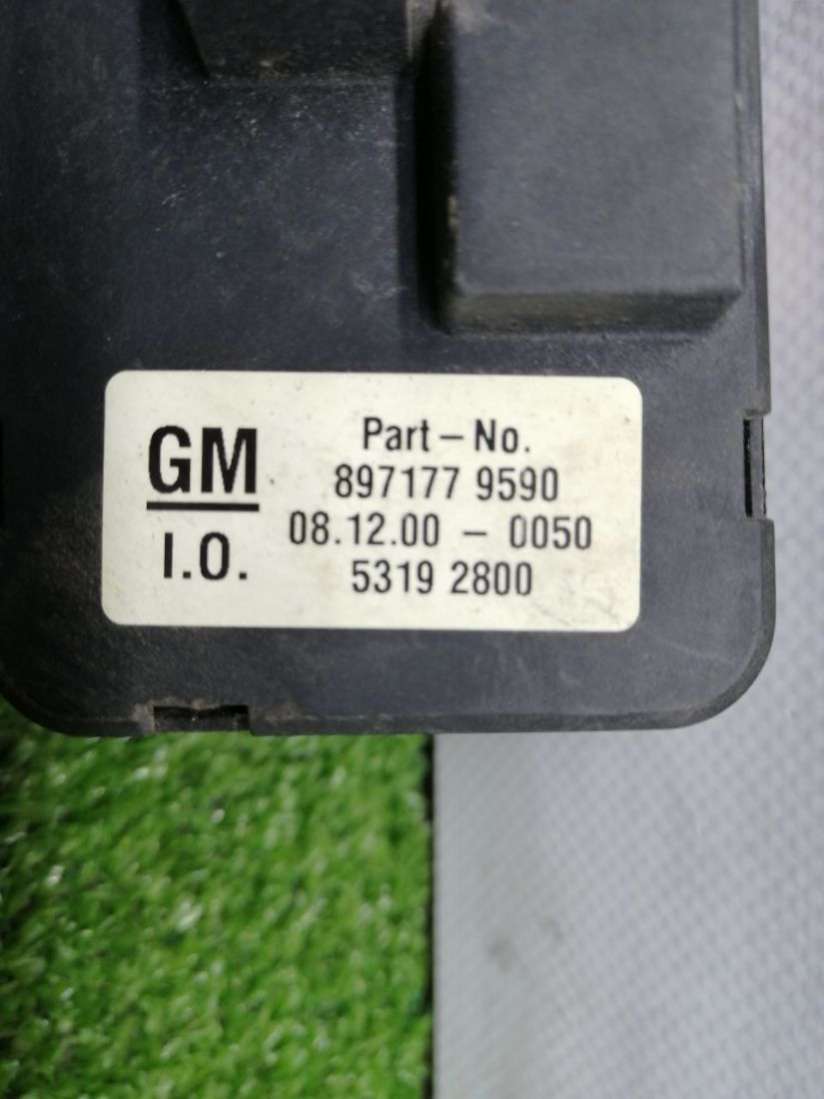 GM
I.O.
Part-No.
897177 9590
08.12.00 - 0050
5319 2800